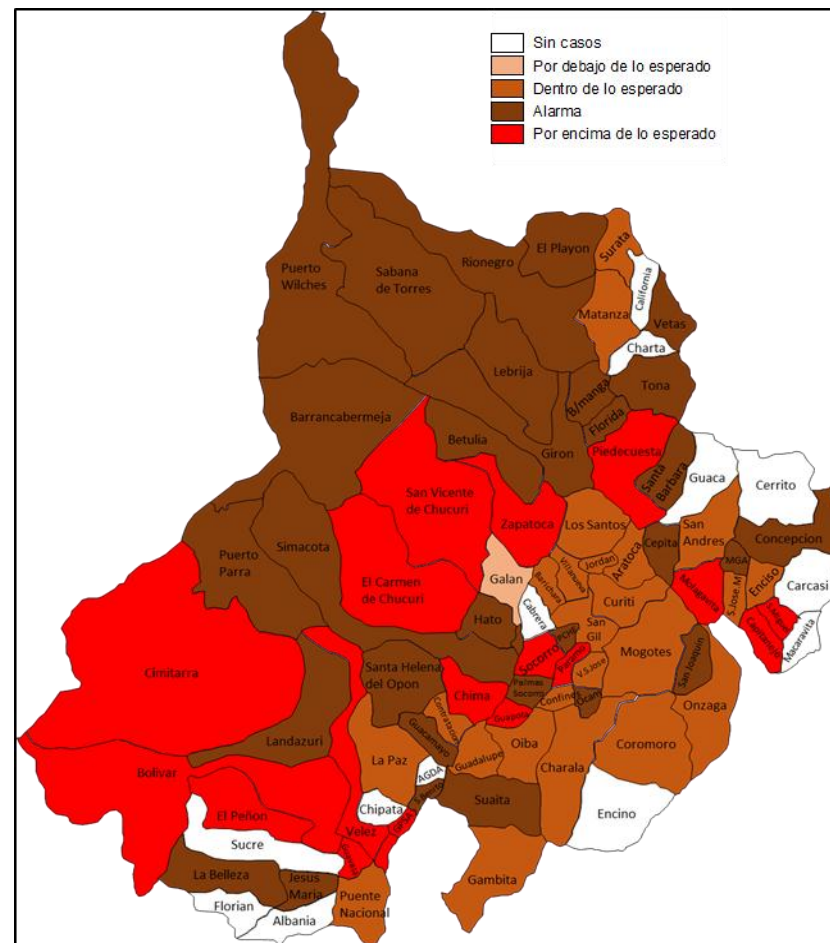 Sin casos
Por debajo de lo esperado
Dentro de lo esperado
Alarma
Por encima de lo esperado
El Playon
Surata
California
Rionegro
Puerto
Wilches
Sabana
de Torres
Matanza
Vetas
Charta
Lebrija
B/manga
Tona
Florida
Barrancabermeja
Betulia
Giron
Piedecuesta
Santa
Barbara
Guaca
Cerrito
San Vicente
de Chucuri
Zapatoca
Los Santos
Aratoca
Cepita
San
Andres
Concepcion
MGA
Simacota
Puerto
Parra
El Carmen
de Chucuri
Galan
Villanueva
Jordan
Barichara
Curiti
Molagavita
S.Jose.M
Enciso
Carcasi
Capitanejo
Macaravita
Cabrera
Hato
San
Gil
Mogotes
San Joaquin
Socorro
Paramo
V.S.Jose
Cimitarra
Santa Helena
del Opon
Chima
Palmas
Socorro
Confines
Ocam
Guapota
Onzaga
Contratacion
Landazuri
Guacamayo
La Paz
Guadalupe
Oiba
Charala
Coromoro
Bolivar
AGDA
Chipata
Suaita
Encino
El Peñon
Velez
Sucre
La Belleza
Jesus
Maria
Puente
Nacional
Gambita
Florian
Albania